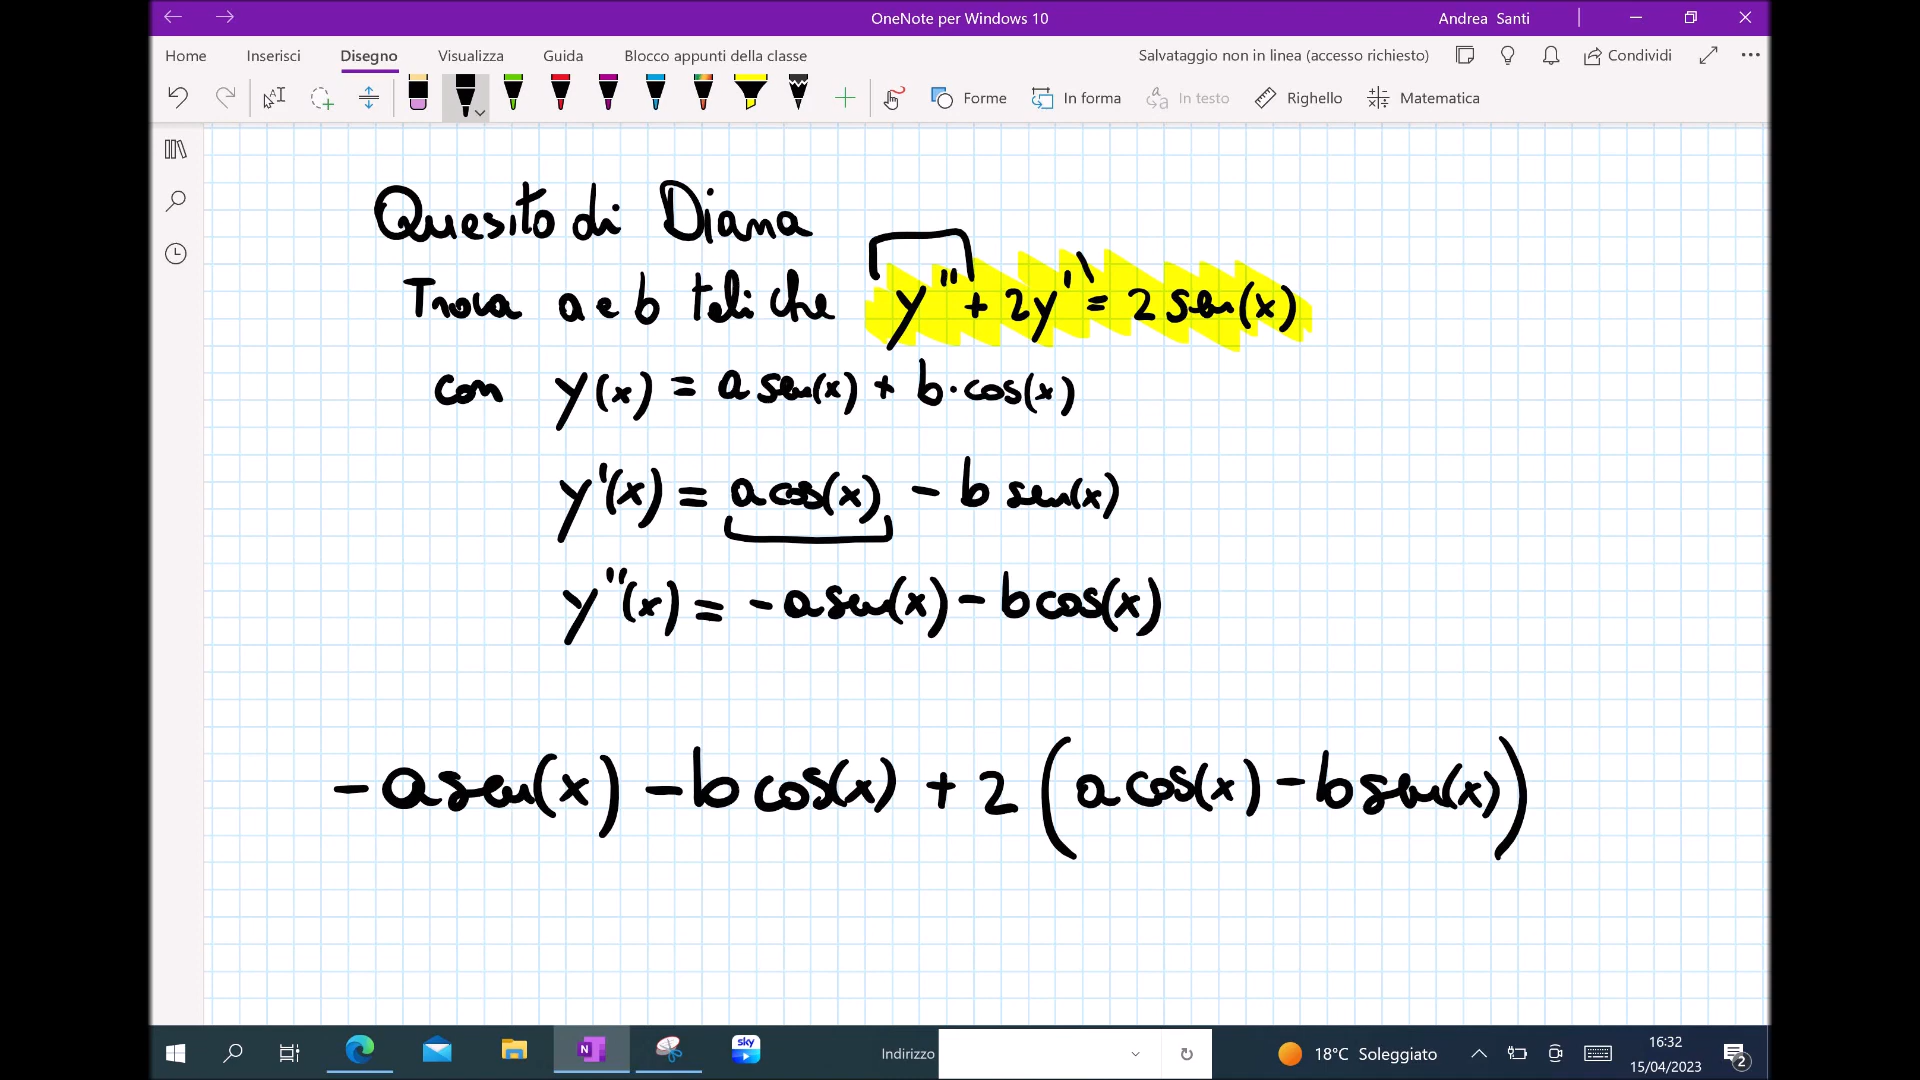 OneNote per Windows 10
Andrea Santi
Home Inserisci Disegno Visualizza Guida Blocco appunti della classe
Salvataggio non in linea (accesso richiesto) Condividi
Forme In forma In testo Righello Matematica
Quesito di Diana
Trova a e b tali che y'' + 2y' = 2 sen(x)
con y(x) = a sen(x) + b · cos(x)
y'(x) = a cos(x) - b sen(x)
y''(x) = - a sen(x) - b cos(x)
- a sen(x) - b cos(x) + 2 (a cos(x) - b sen(x))
sky
Indirizzo
18°C Soleggiato
16:32
15/04/2023
2